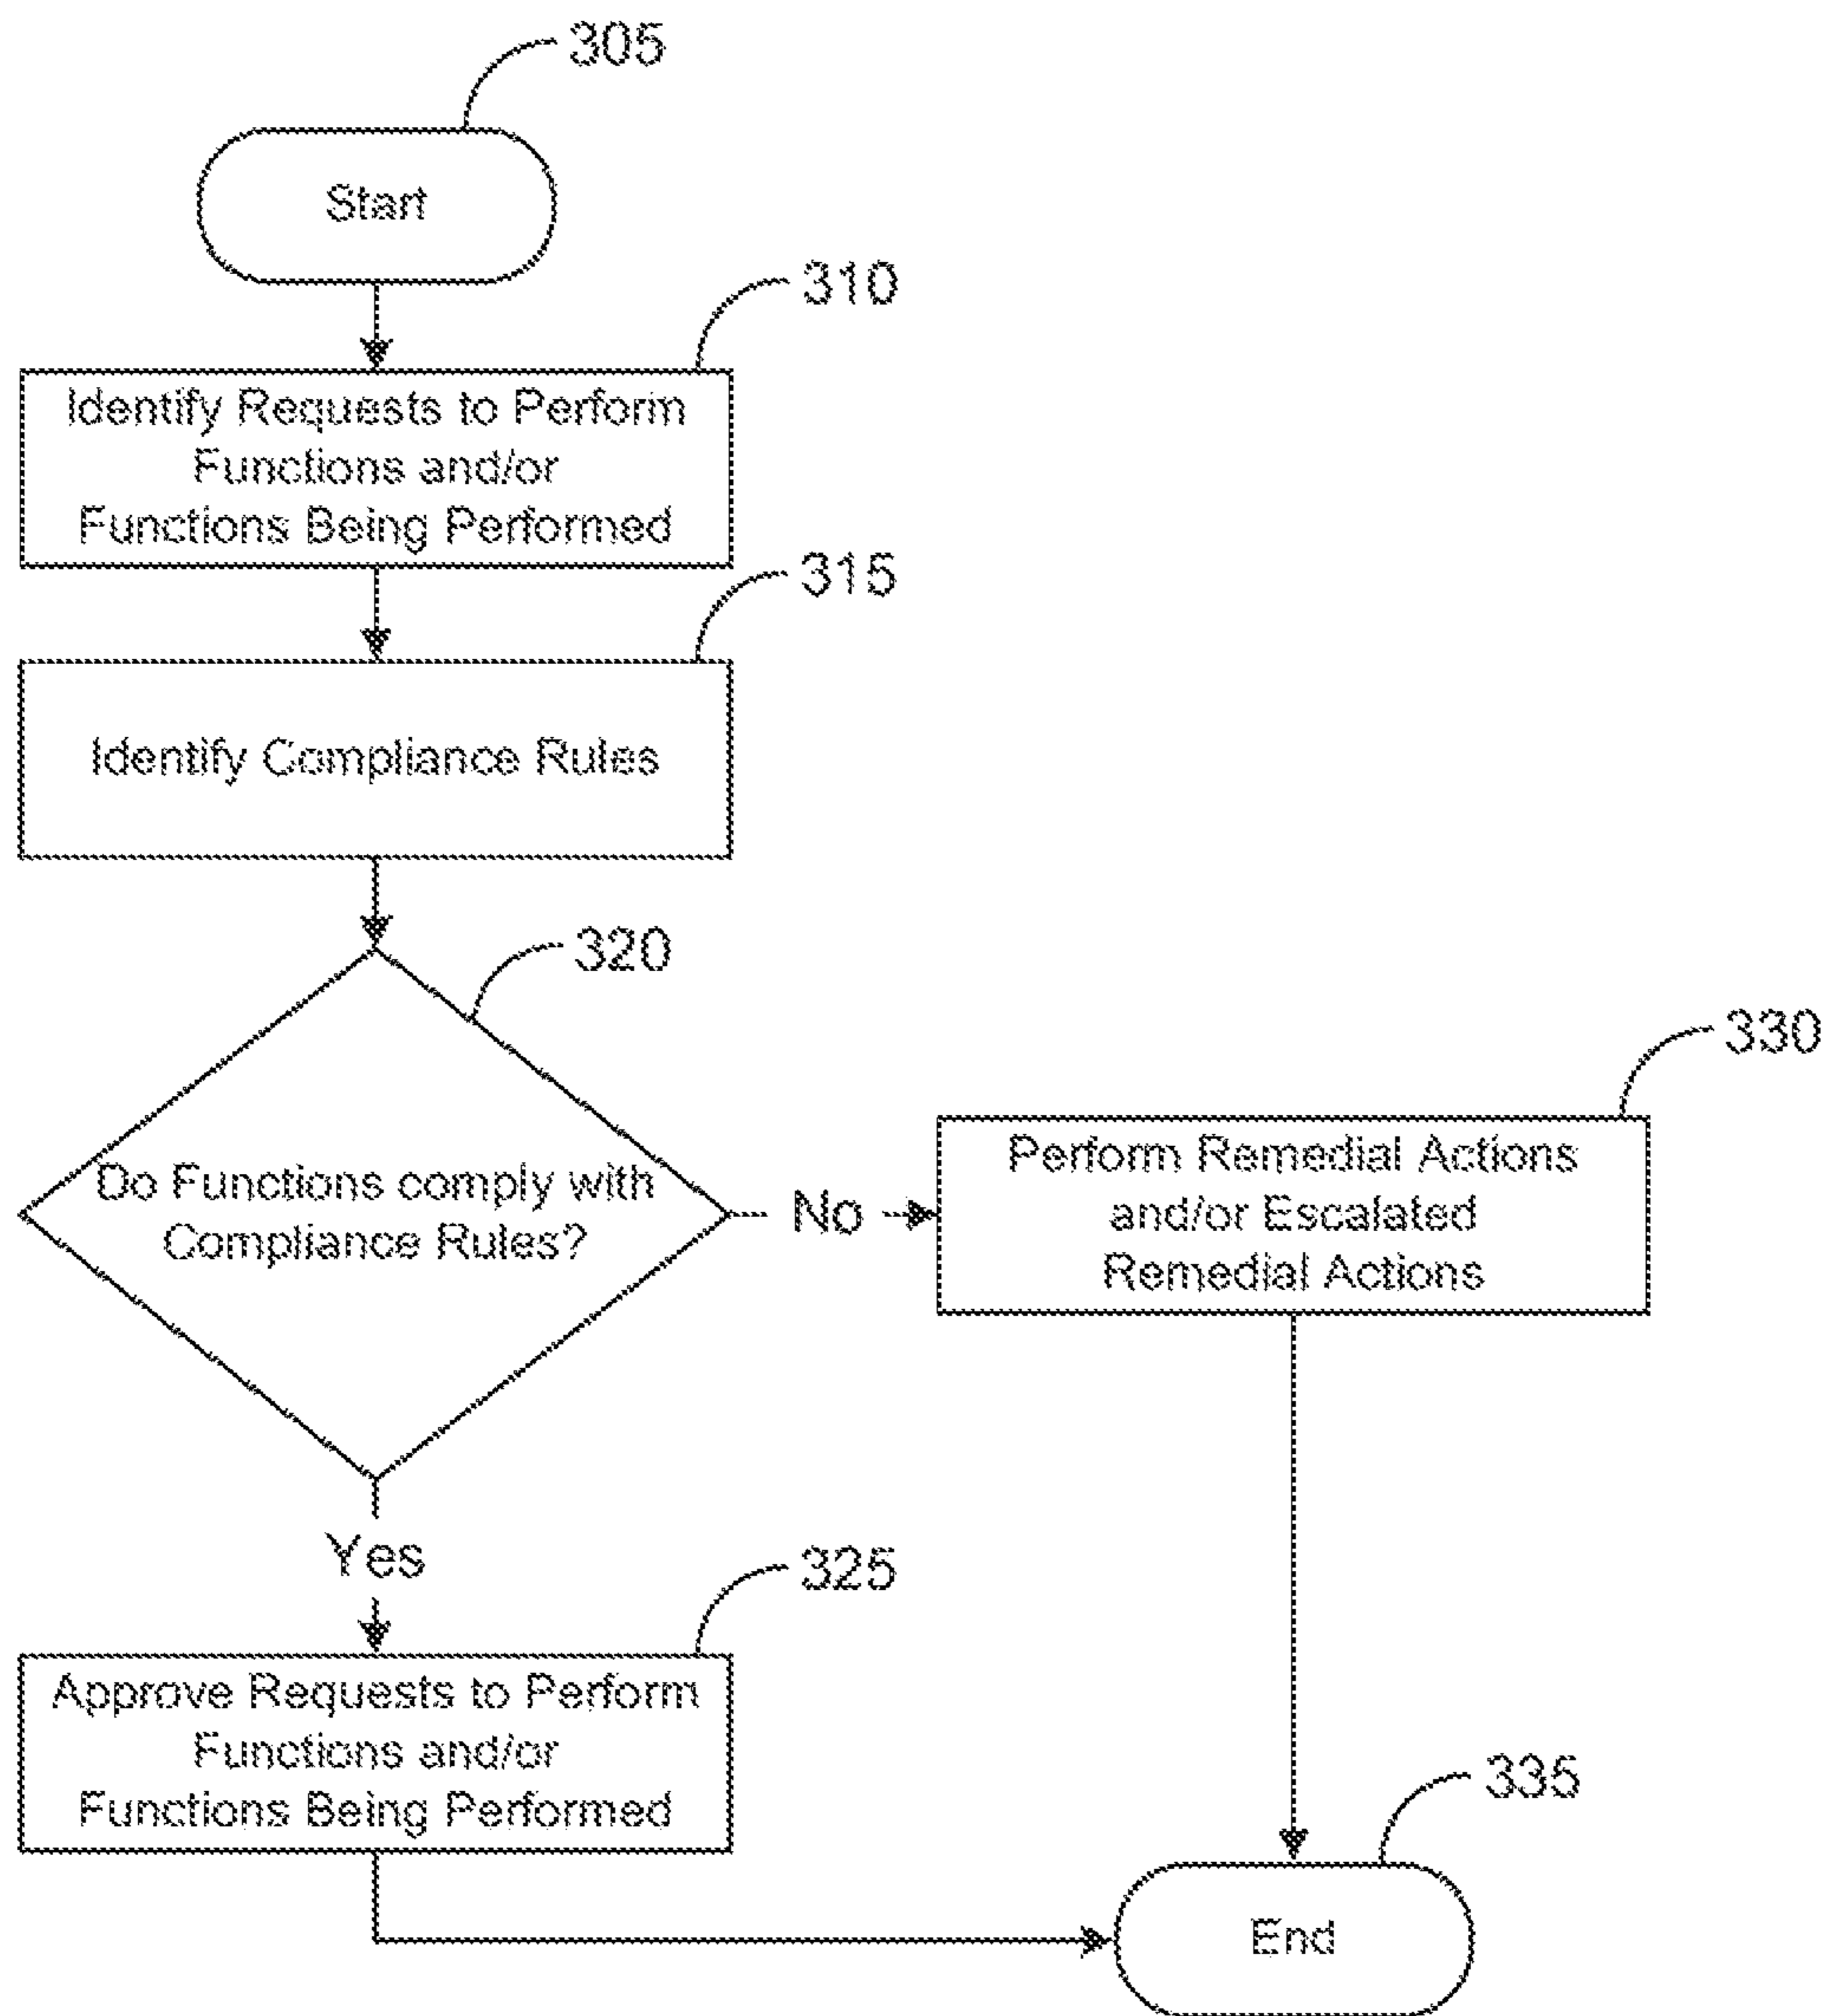 305
Start
310
Identify Requests to Perform
Functions and/or
Functions Being Performed
315
Identify Compliance Rules
320
Do Functions comply with
Compliance Rules?
No
330
Perform Remedial Actions
and/or Escalated
Remedial Actions
Yes
325
Approve Requests to Perform
Functions and/or
Functions Being Performed
335
End